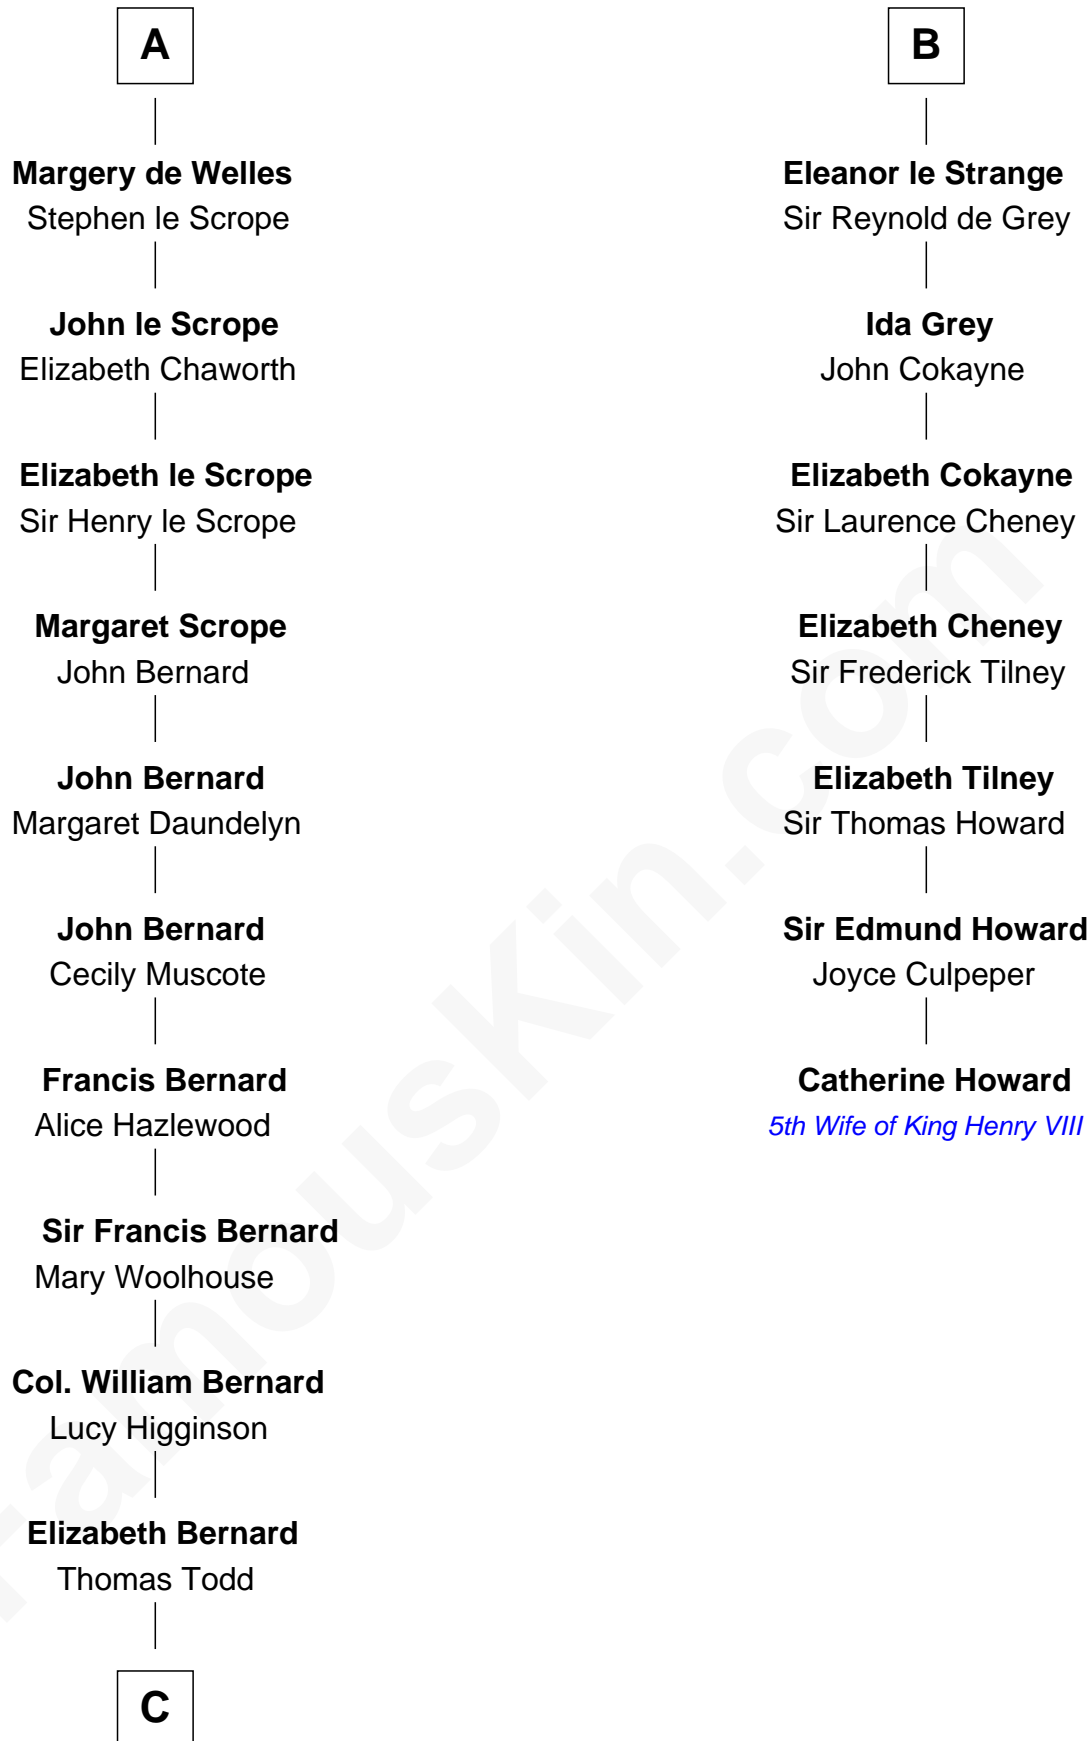 A
Margery de Welles
Stephen le Scrope
John le Scrope
Elizabeth Chaworth
Elizabeth le Scrope
Sir Henry le Scrope
Margaret Scrope
John Bernard
John Bernard
Margaret Daundelyn
John Bernard
Cecily Muscote
Francis Bernard
Alice Hazlewood
Sir Francis Bernard
Mary Woolhouse
Col. William Bernard
Lucy Higginson
Elizabeth Bernard
Thomas Todd
C
B
Eleanor le Strange
Sir Reynold de Grey
Ida Grey
John Cokayne
Elizabeth Cokayne
Sir Laurence Cheney
Elizabeth Cheney
Sir Frederick Tilney
Elizabeth Tilney
Sir Thomas Howard
Sir Edmund Howard
Joyce Culpeper
Catherine Howard
5th Wife of King Henry VIII
FamousKin.com